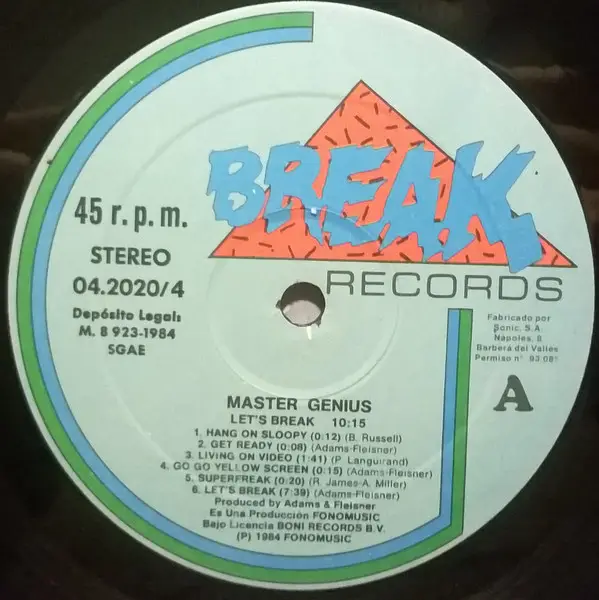 BREAK
RECORDS
45 r.p.m.
STEREO
04.2020/4
Depósito Legal:
M. 8 923-1984
SGAE
Fabricado por
Sonic, S.A.
Napoles, 8
Barbera del Valles
Permiso n° 93 081
A
MASTER GENIUS
LET'S BREAK 10:15
1. HANG ON SLOOPY (0:12) (B. Russell)
2. GET READY (0:08) (Adams-Fleisner)
3. LIVING ON VIDEO (1:41) (P. Languirand)
4. GO GO YELLOW SCREEN (0:15) (Adams-Fleisner)
5. SUPERFREAK (0:20) (R. James-A. Miller)
6. LET'S BREAK (7:39) (Adams-Fleisner)
Produced by Adams & Fleisner
Es Una Producción FONOMUSIC
Bajo Licencia BONI RECORDS B.V.
(P) 1984 FONOMUSIC